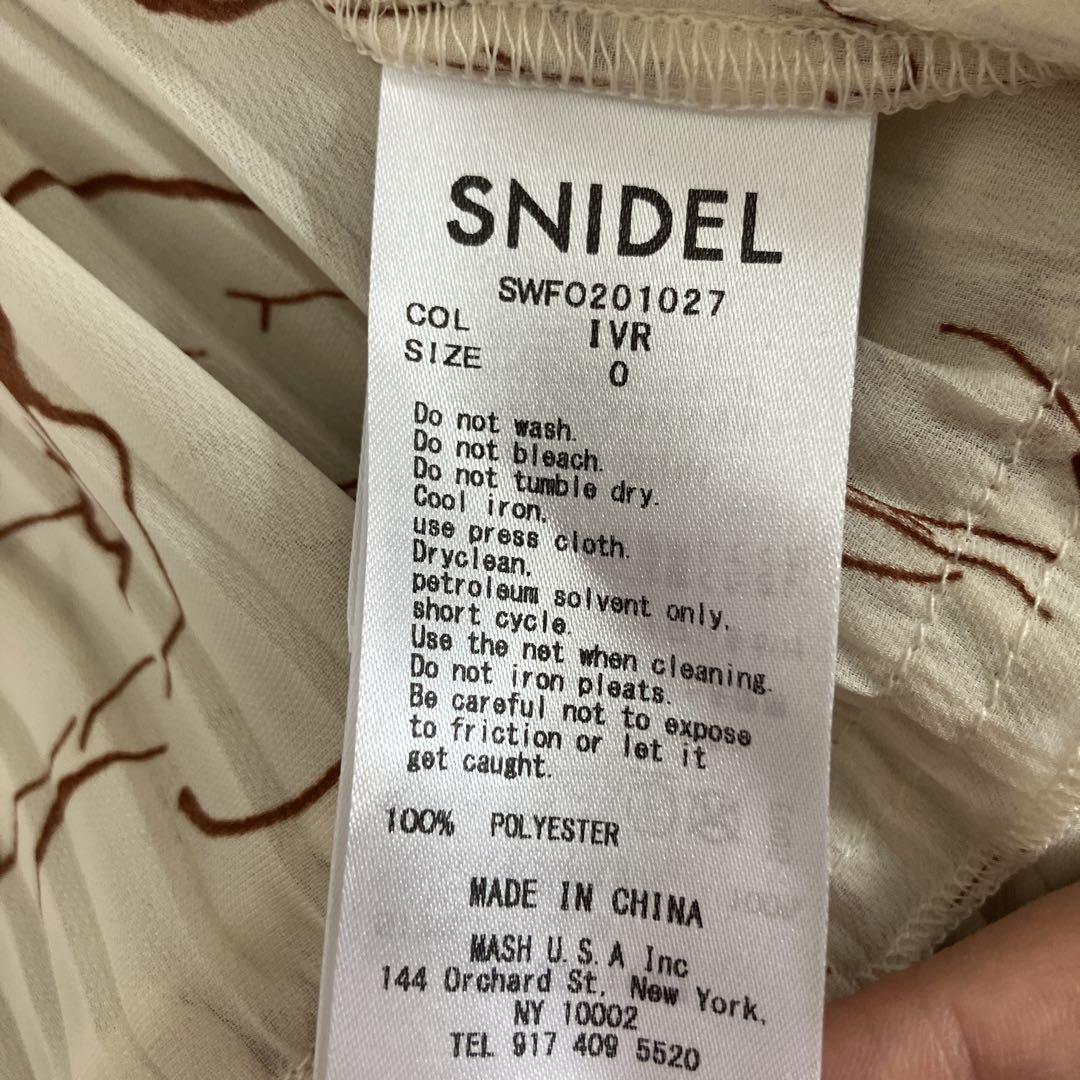 SNIDEL
SWFO201027
COL IVR
SIZE 0
Do not wash.
Do not bleach.
Do not tumble dry.
Cool iron,
use press cloth.
Dryclean,
petroleum solvent only,
short cycle.
Use the net when cleaning.
Do not iron pleats.
Be careful not to expose
to friction or let it
get caught.
100% POLYESTER
MADE IN CHINA
MASH U.S.A Inc
144 Orchard St, New York,
NY 10002
TEL 917 409 5520